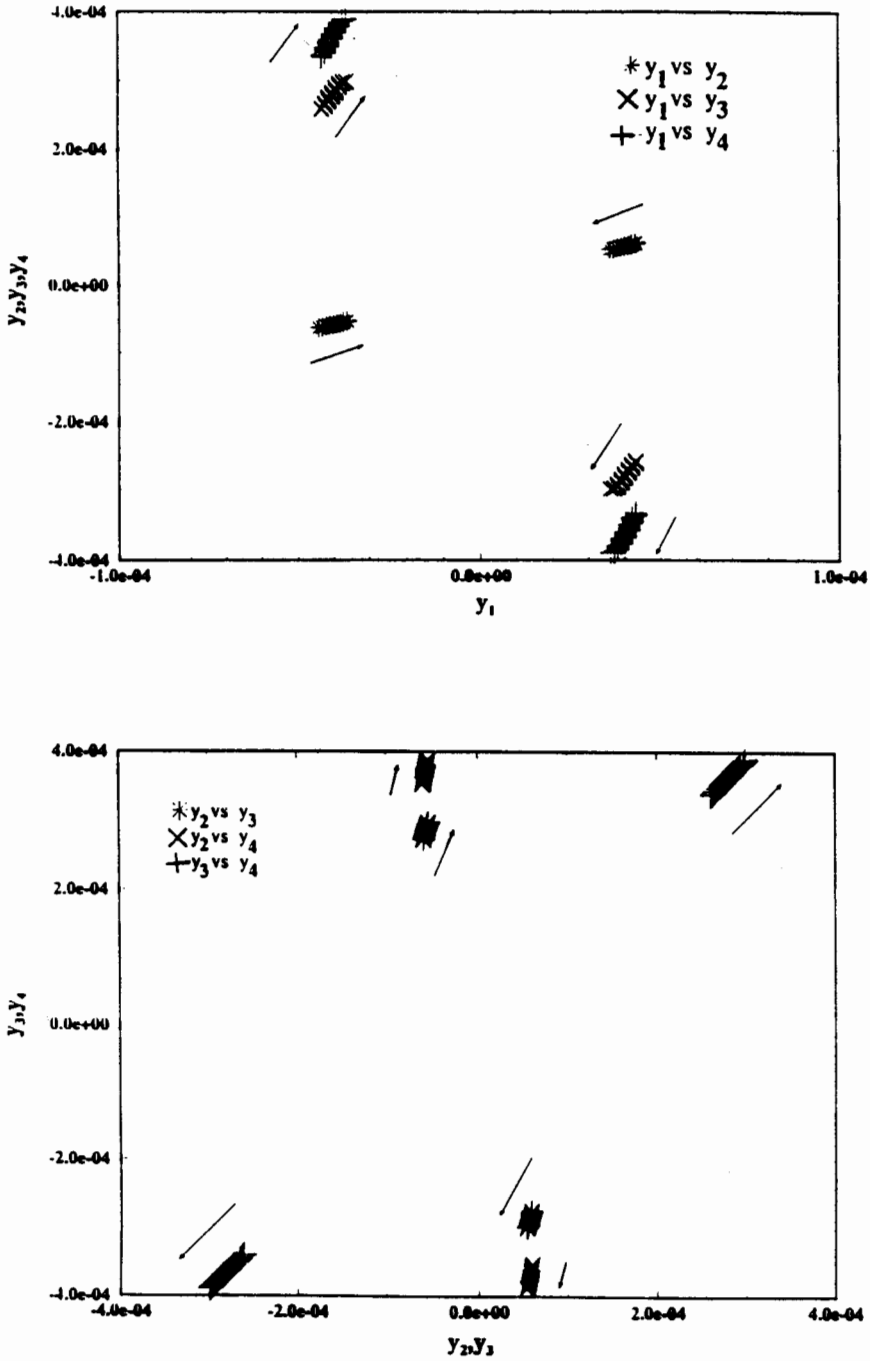 4.0e-04
y1 vs y2
y1 vs y3
y1 vs y4
2.0e-04
0.0e+00
y2,y3,y4
-2.0e-04
-4.0e-04
-1.0e-04 0.0e+00 1.0e-04
y1
4.0e-04
y2 vs y3
y2 vs y4
y3 vs y4
2.0e-04
0.0e+00
y3,y4
-2.0e-04
-4.0e-04
-4.0e-04 -2.0e-04 0.0e+00 2.0e-04 4.0e-04
y2,y3